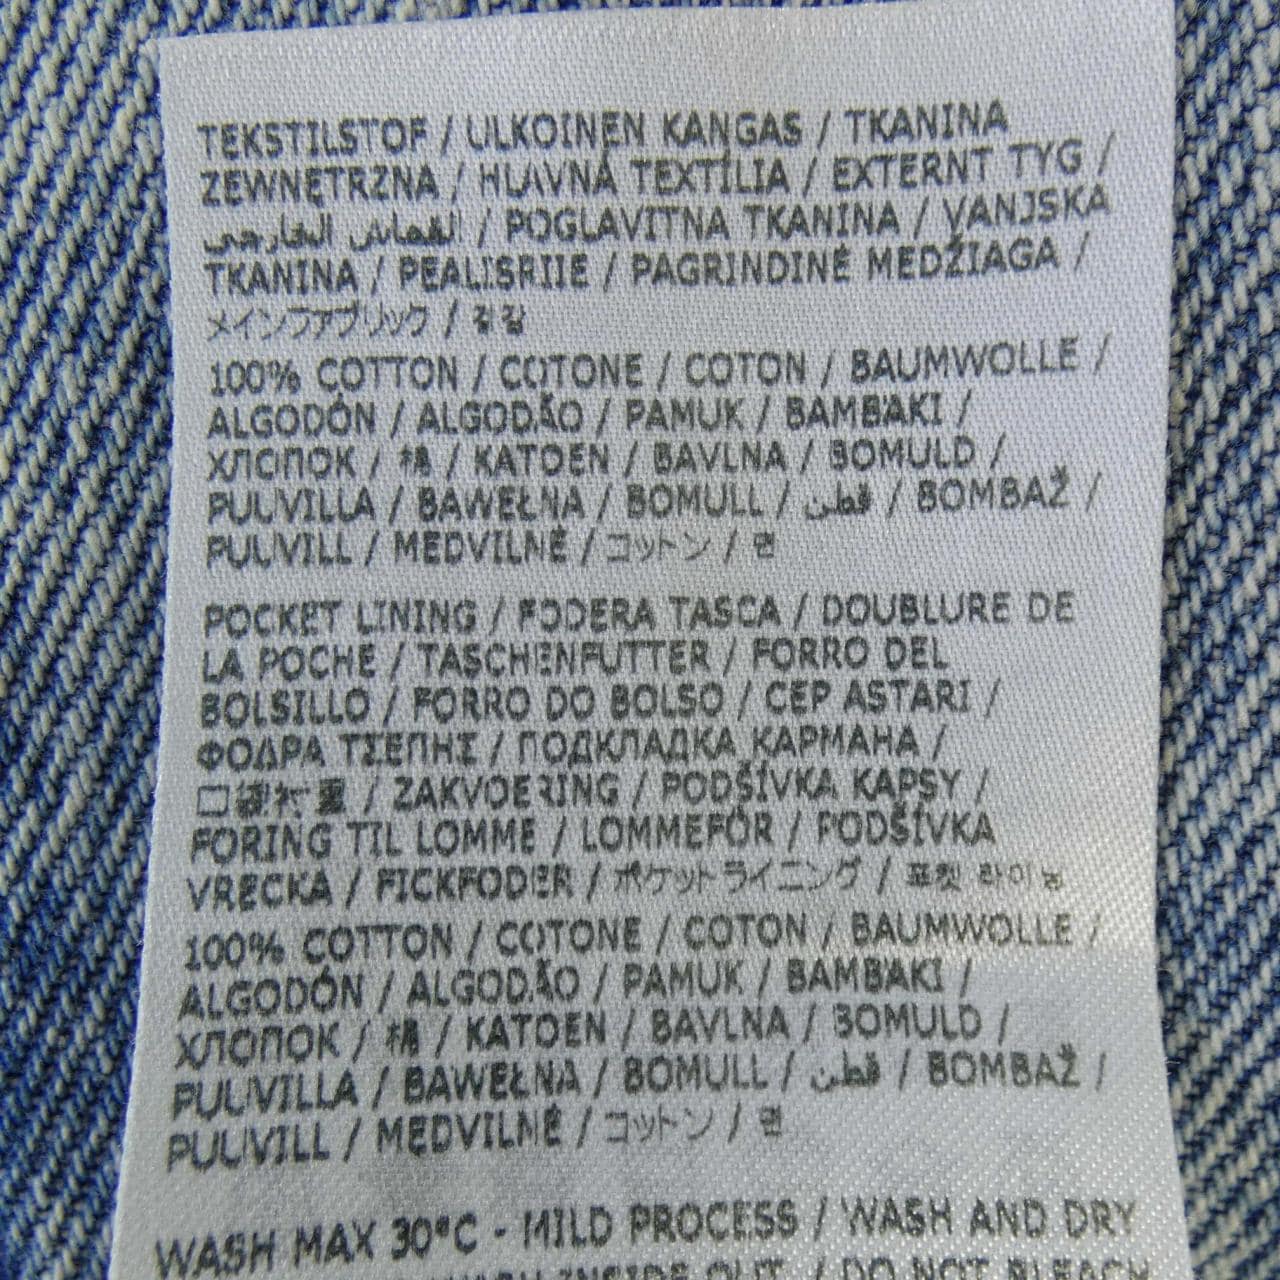 TEKSTILSTOF / ULKOINEN KANGAS / TKANINA
ZEWNĘTRZNA / HLAVNÁ TEXTÍLIA / EXTERNT TYG /
القماش الخارجي / POGLAVITNA TKANINA / VANJSKA
TKANINA / PEALISRIIE / PAGRINDINĖ MEDŽIAGA /
メインファブリック / 겉감
100% COTTON / COTONE / COTON / BAUMWOLLE /
ALGODÓN / ALGODÃO / PAMUK / BAMBAKI /
ХЛОПОК / 棉 / KATOEN / BAVLNA / BOMULD /
PUUVILLA / BAWEŁNA / BOMULL / قطن / BOMBAŽ /
PUUVILL / MEDVILNĖ / コットン / 면
POCKET LINING / FODERA TASCA / DOUBLURE DE
LA POCHE / TASCHENFUTTER / FORRO DEL
BOLSILLO / FORRO DO BOLSO / CEP ASTARI /
ΦΟΔΡΑ ΤΣΕΠΗΣ / ПОДКЛАДКА КАРМАНА /
口袋衬里 / ZAKVOERING / PODŠÍVKA KAPSY /
FORING TIL LOMME / LOMMEFÓR / PODŠÍVKA
VRECKA / FICKFODER / ポケットライニング / 포켓 라이닝
100% COTTON / COTONE / COTON / BAUMWOLLE /
ALGODÓN / ALGODÃO / PAMUK / BAMBAKI /
ХЛОПОК / 棉 / KATOEN / BAVLNA / BOMULD /
PUUVILLA / BAWEŁNA / BOMULL / قطن / BOMBAŽ /
PUUVILL / MEDVILNĖ / コットン / 면
WASH MAX 30°C - MILD PROCESS / WASH AND DRY
INSIDE OUT / DO NOT BLEACH